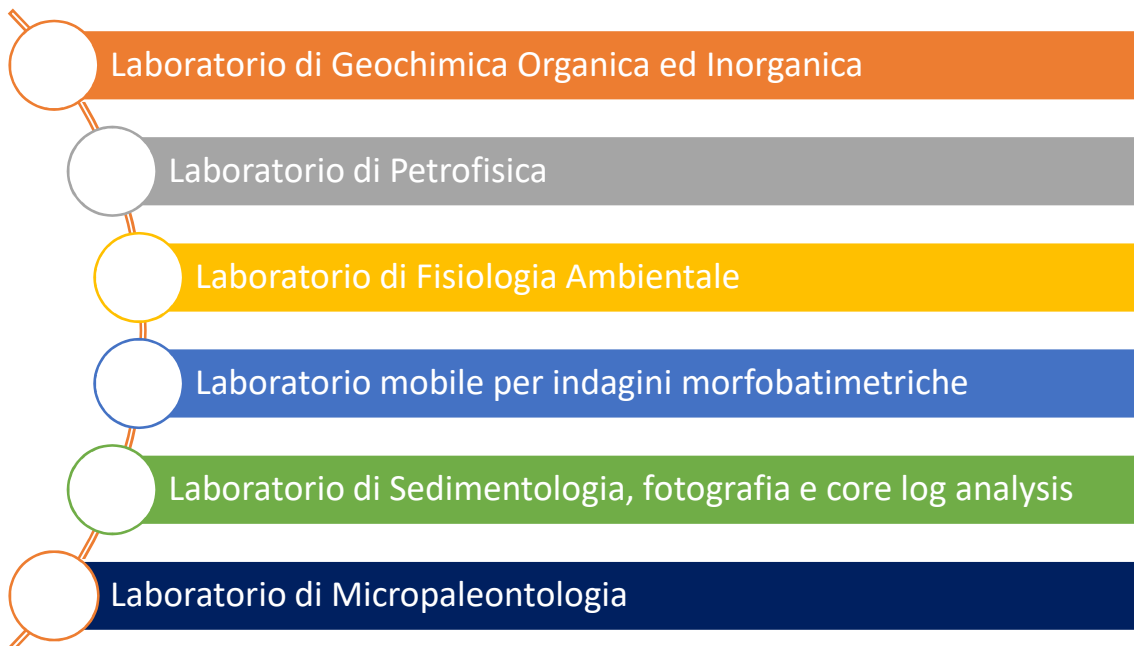 Laboratorio di Geochimica Organica ed Inorganica
Laboratorio di Petrofisica
Laboratorio di Fisiologia Ambientale
Laboratorio mobile per indagini morfobatimetriche
Laboratorio di Sedimentologia, fotografia e core log analysis
Laboratorio di Micropaleontologia